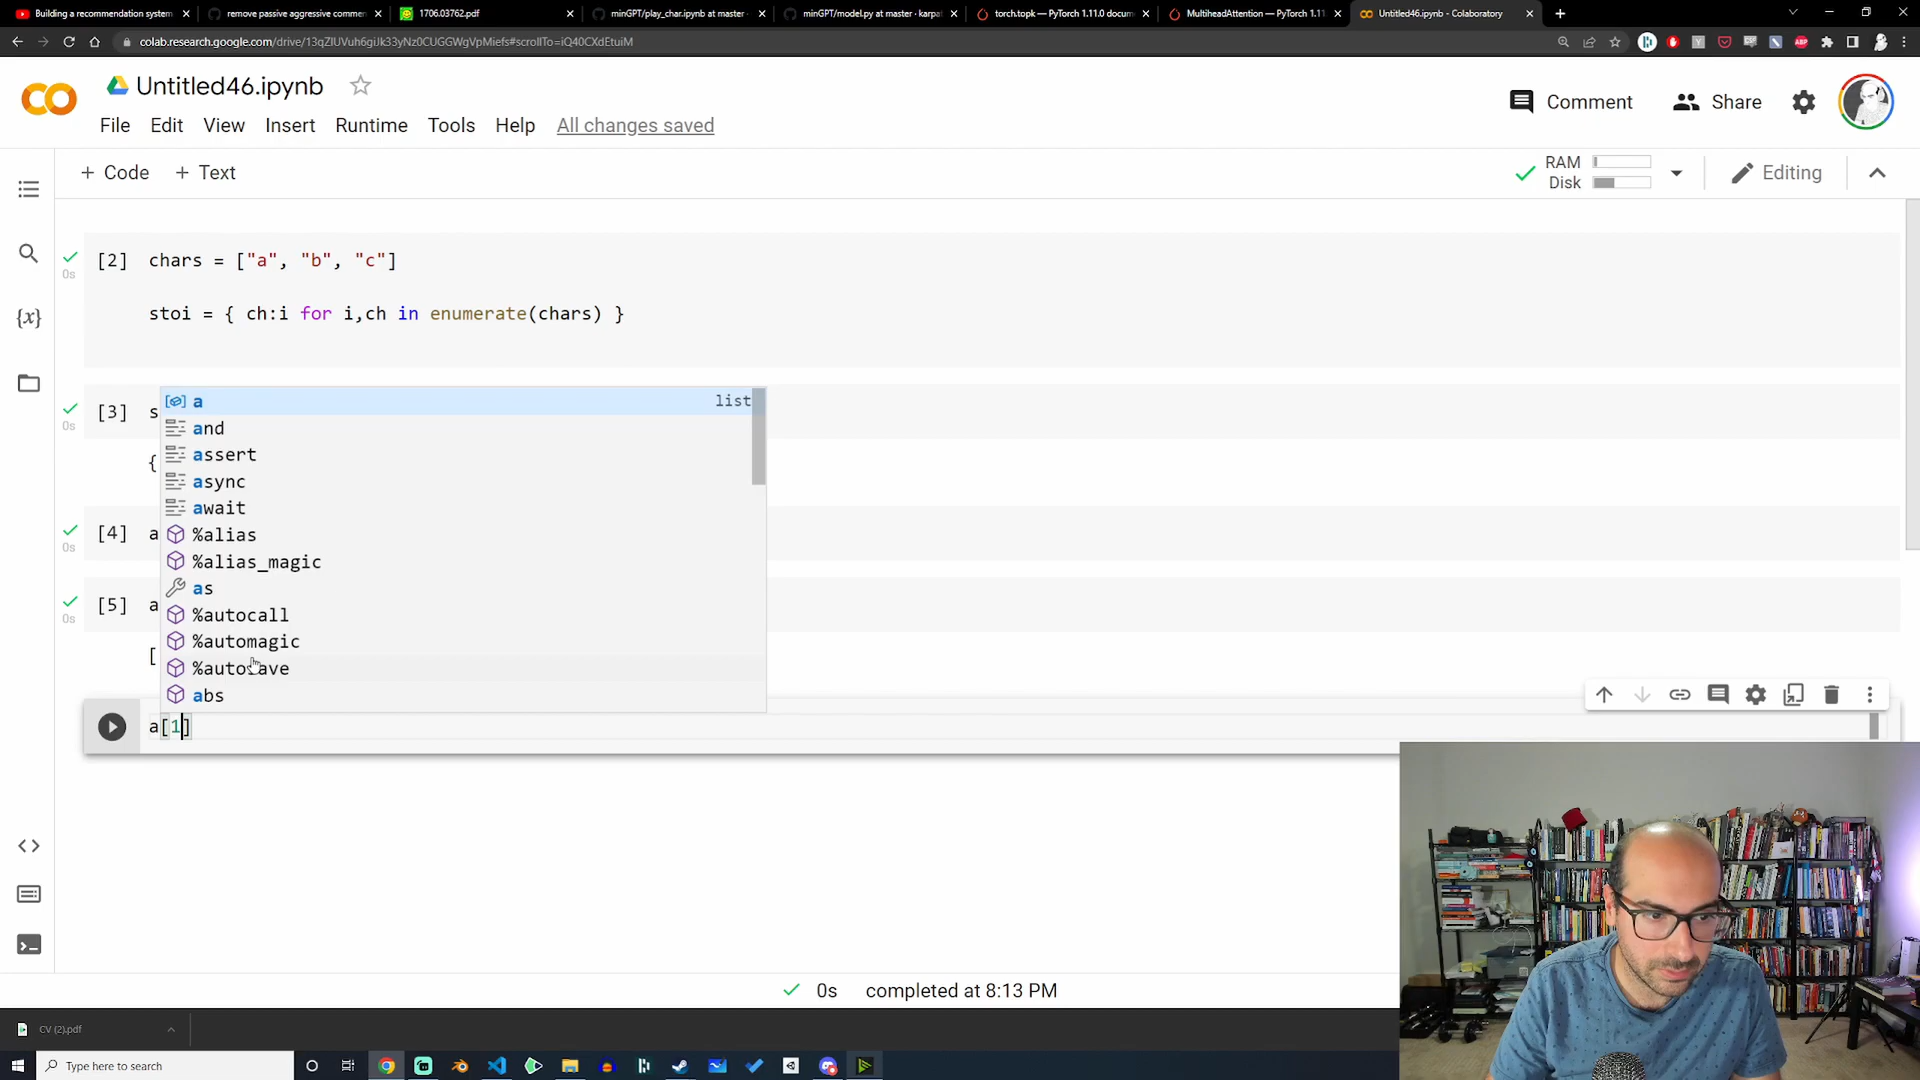 Building a recommendation system
remove passive aggressive commen
1706.03762.pdf
minGPT/play_char.ipynb at master
minGPT/model.py at master · karpa
torch.topk — PyTorch 1.11.0 docum
MultiheadAttention — PyTorch 1.11
Untitled46.ipynb - Colaboratory
colab.research.google.com/drive/13qZIUVuh6giJk33yNz0CUGGWgVpMiefs#scrollTo=iQ40CXdEtuiM
Untitled46.ipynb
Comment
Share
File Edit View Insert Runtime Tools Help All changes saved
+ Code + Text
RAM
Disk
Editing
[2] chars = ["a", "b", "c"]
0s
stoi = { ch:i for i,ch in enumerate(chars) }
[3] s
0s
{
[4] a
0s
[5] a
0s
[
a list
and
assert
async
await
%alias
%alias_magic
as
%autocall
%automagic
%autosave
abs
a[1]
0s completed at 8:13 PM
CV (2).pdf
Type here to search